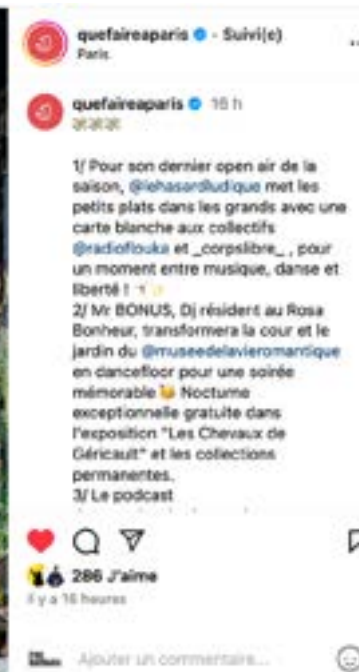 quefaireaparis - Suivi(e)
Paris
quefaireaparis 16 h
1/ Pour son dernier open air de la
saison, @lehasardludique met les
petits plats dans les grands avec une
carte blanche aux collectifs
@radioflouka et _corpslibre_ , pour
un moment entre musique, danse et
liberté !
2/ Mr BONUS, Dj résident au Rosa
Bonheur, transformera la cour et le
jardin du @museedelavieromantique
en dancefloor pour une soirée
mémorable Nocturne
exceptionnelle gratuite dans
l'exposition "Les Chevaux de
Géricault" et les collections
permanentes.
3/ Le podcast
286 J'aime
Il y a 16 heures
Ajouter un commentaire...